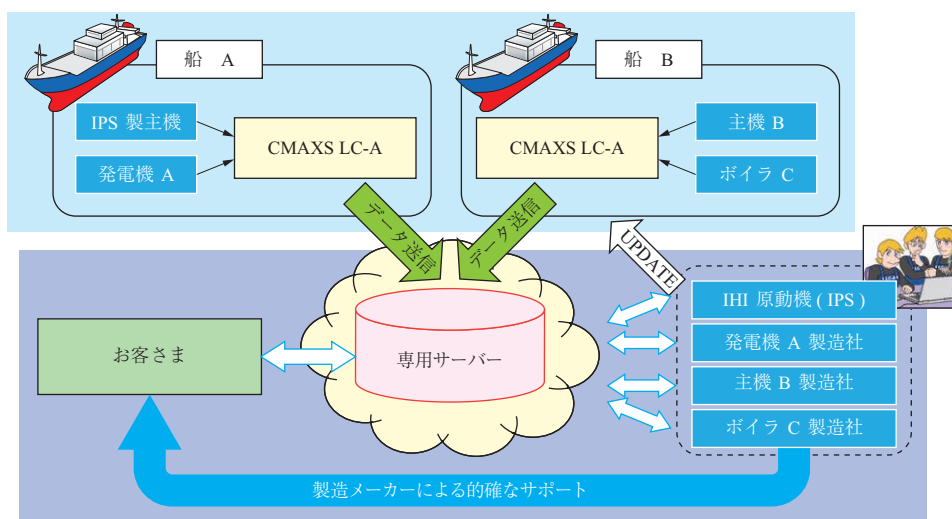 船 A
IPS 製主機
発電機 A
CMAXS LC-A
船 B
CMAXS LC-A
主機 B
ボイラ C
データ送信
データ送信
UPDATE
お客さま
専用サーバー
IHI 原動機 ( IPS )
発電機 A 製造社
主機 B 製造社
ボイラ C 製造社
製造メーカーによる的確なサポート